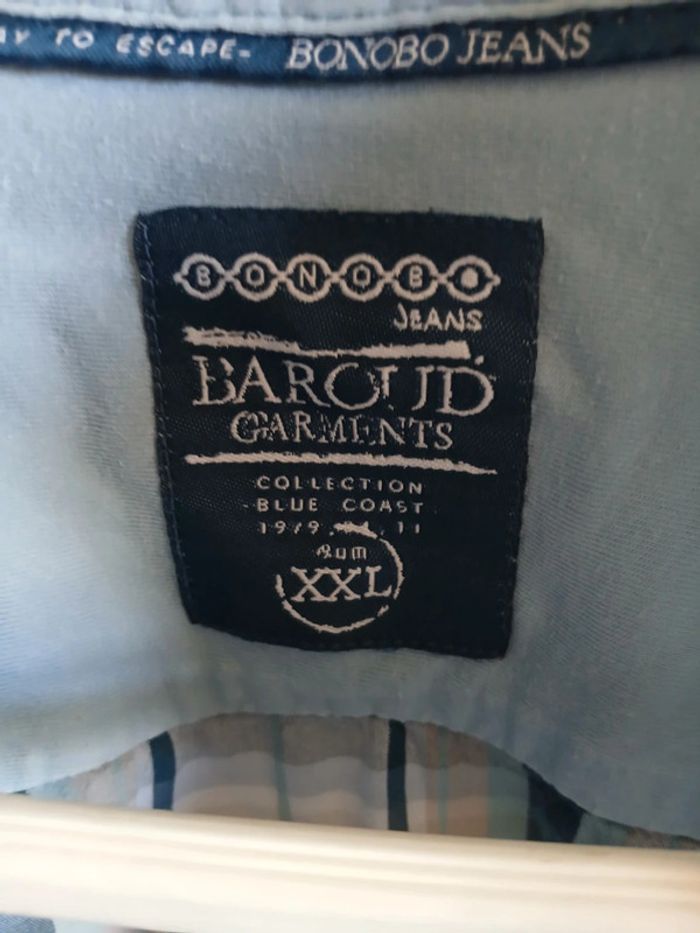 TO ESCAPE- BONOBO JEANS
BONOBO
JEANS
BAROUD
GARMENTS
COLLECTION
-BLUE COAST
XXL